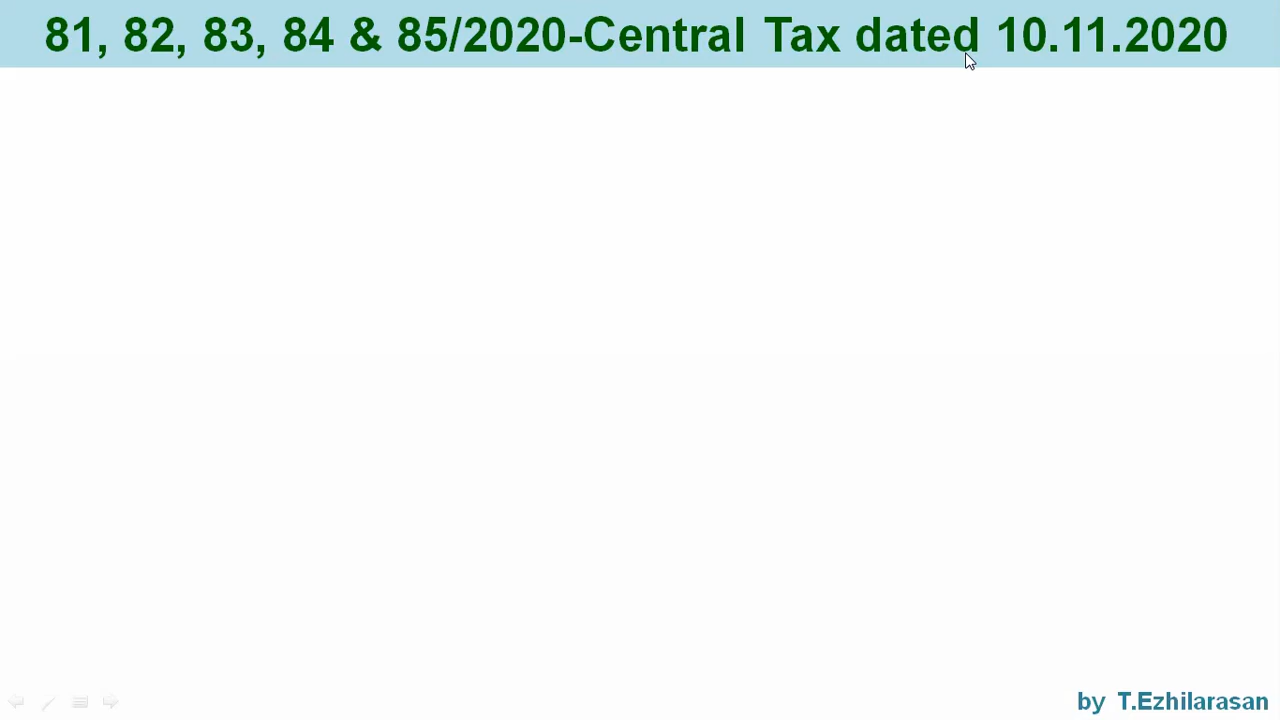 81, 82, 83, 84 & 85/2020-Central Tax dated 10.11.2020
by T.Ezhilarasan